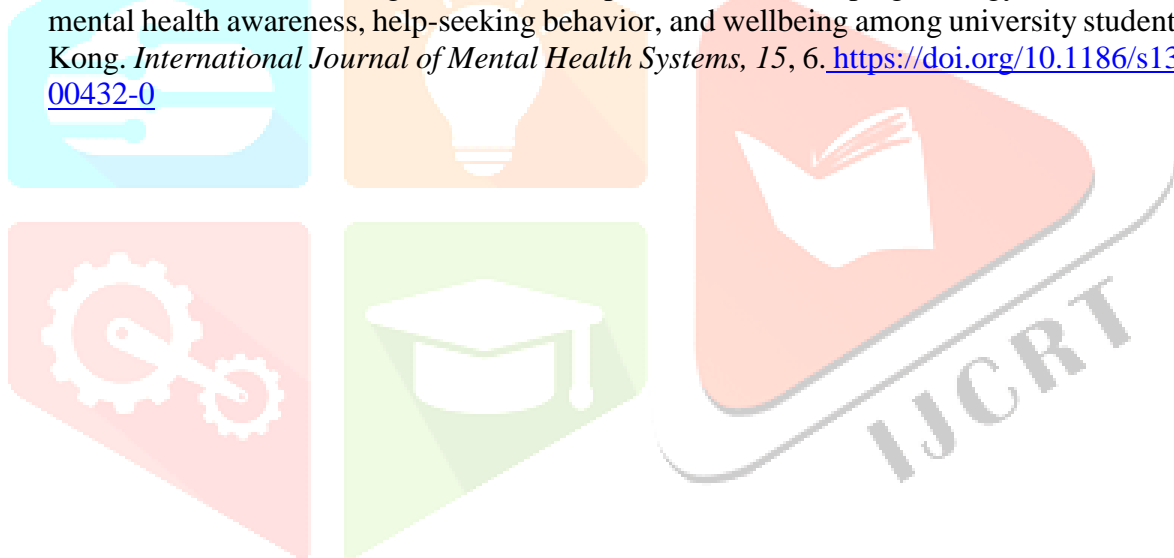 mental health awareness, help-seeking behavior, and wellbeing among university student
Kong. International Journal of Mental Health Systems, 15, 6. https://doi.org/10.1186/s13
00432-0
IJCRT